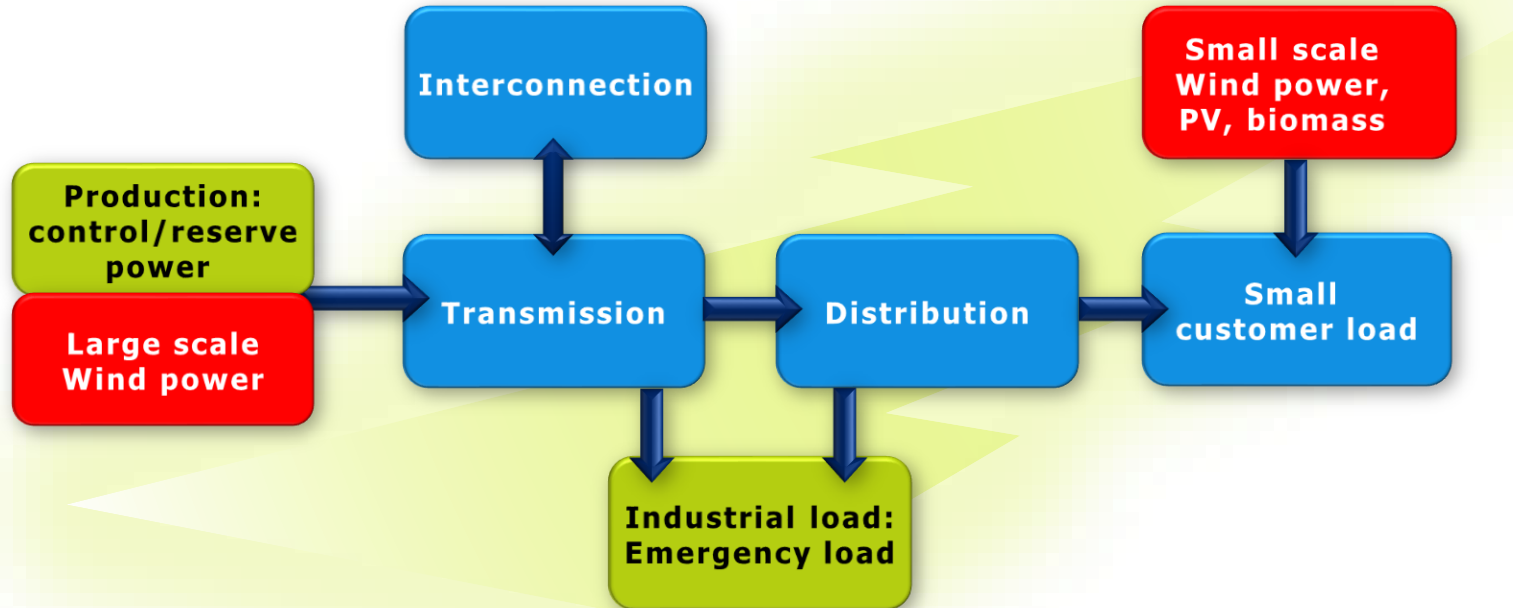 Interconnection
Small scale
Wind power,
PV, biomass
Production:
control/reserve
power
Large scale
Wind power
Transmission
Distribution
Small
customer load
Industrial load:
Emergency load